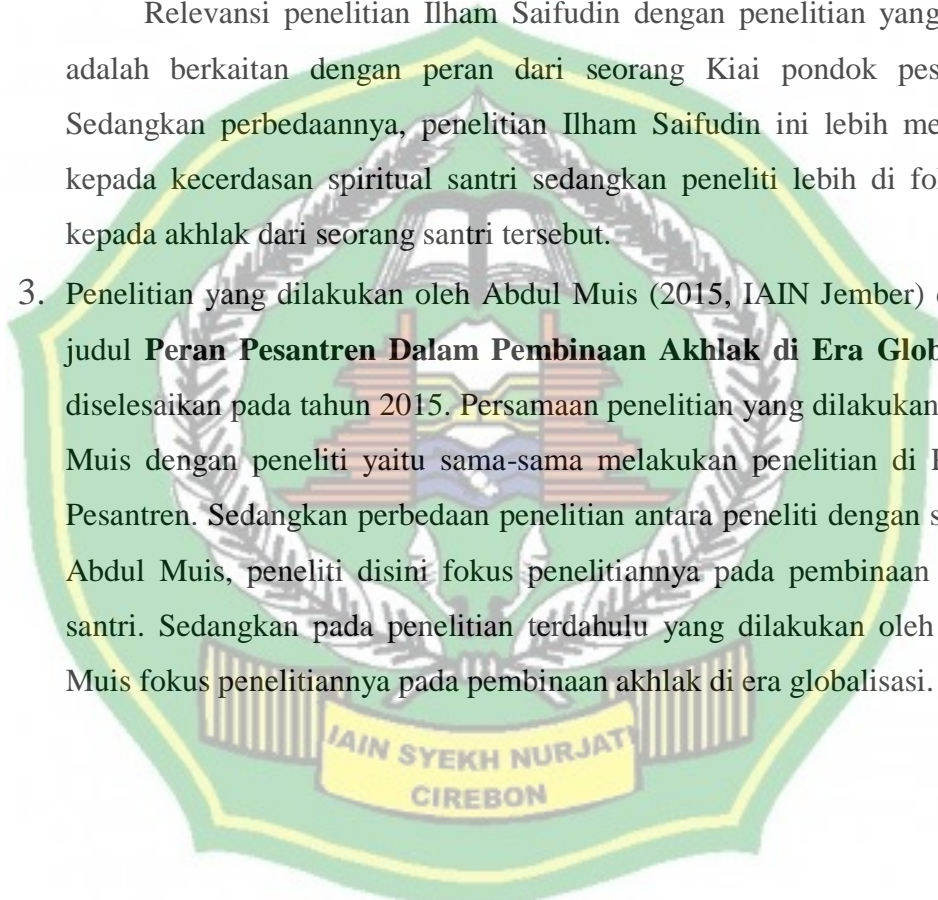 Relevansi penelitian Ilham Saifudin dengan penelitian yang
adalah berkaitan dengan peran dari seorang Kiai pondok
Sedangkan perbedaannya, penelitian Ilham Saifudin ini lebih
kepada kecerdasan spiritual santri sedangkan peneliti lebih di
kepada akhlak dari seorang santri tersebut.
3. Penelitian yang dilakukan oleh Abdul Muis (2015, IAIN Jember)
judul Peran Pesantren Dalam Pembinaan Akhlak di Era
diselesaikan pada tahun 2015. Persamaan penelitian yang dilakukan
Muis dengan peneliti yaitu sama-sama melakukan penelitian di
Pesantren. Sedangkan perbedaan penelitian antara peneliti dengan
Abdul Muis, peneliti disini fokus penelitiannya pada pembinaan
santri. Sedangkan pada penelitian terdahulu yang dilakukan oleh
Muis fokus penelitiannya pada pembinaan akhlak di era globalisasi.
IAIN SYEKH NURJATI
CIREBON